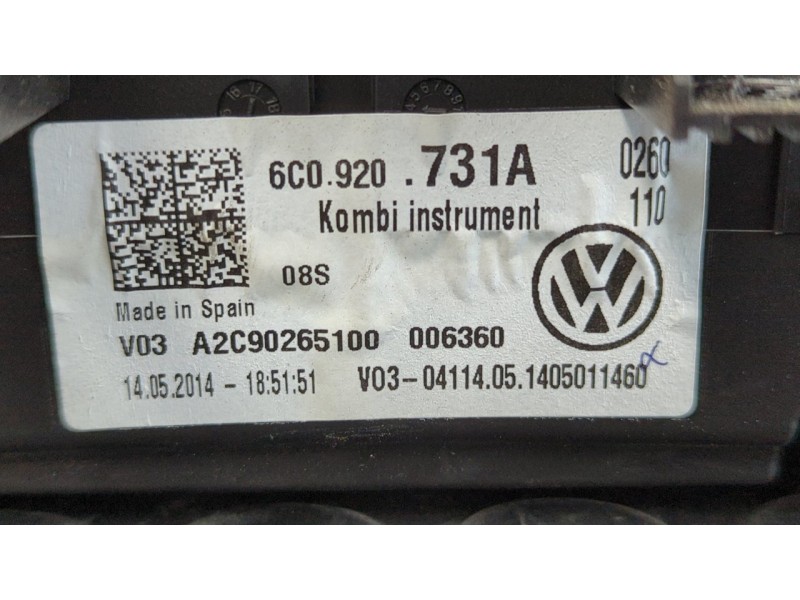 6C0.920 .731A 0260
Kombi instrument 110
08S
Made in Spain
V03 A2C90265100 006360
14.05.2014 - 18:51:51 V03-04114.05.1405011460